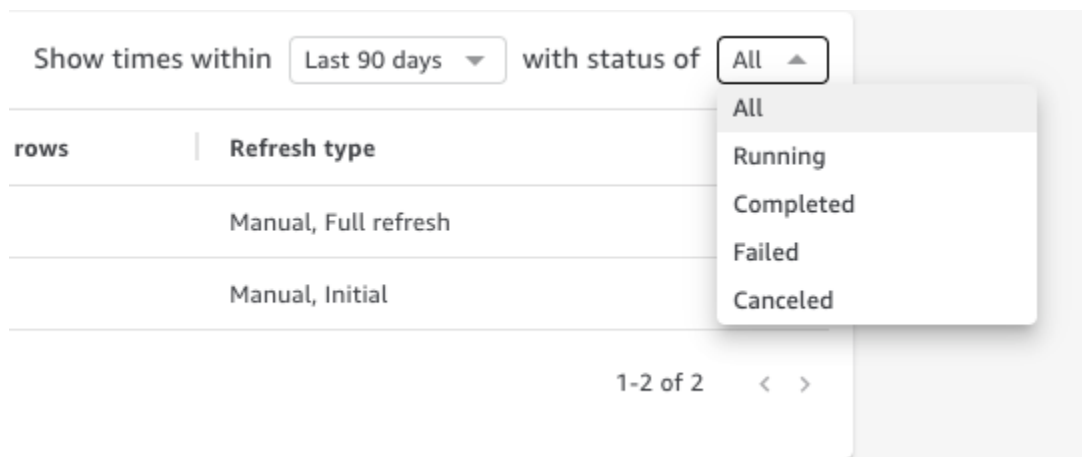 Show times within Last 90 days with status of All
All
rows Refresh type
Running
Completed
Manual, Full refresh
Failed
Manual, Initial
Canceled
1-2 of 2 < >